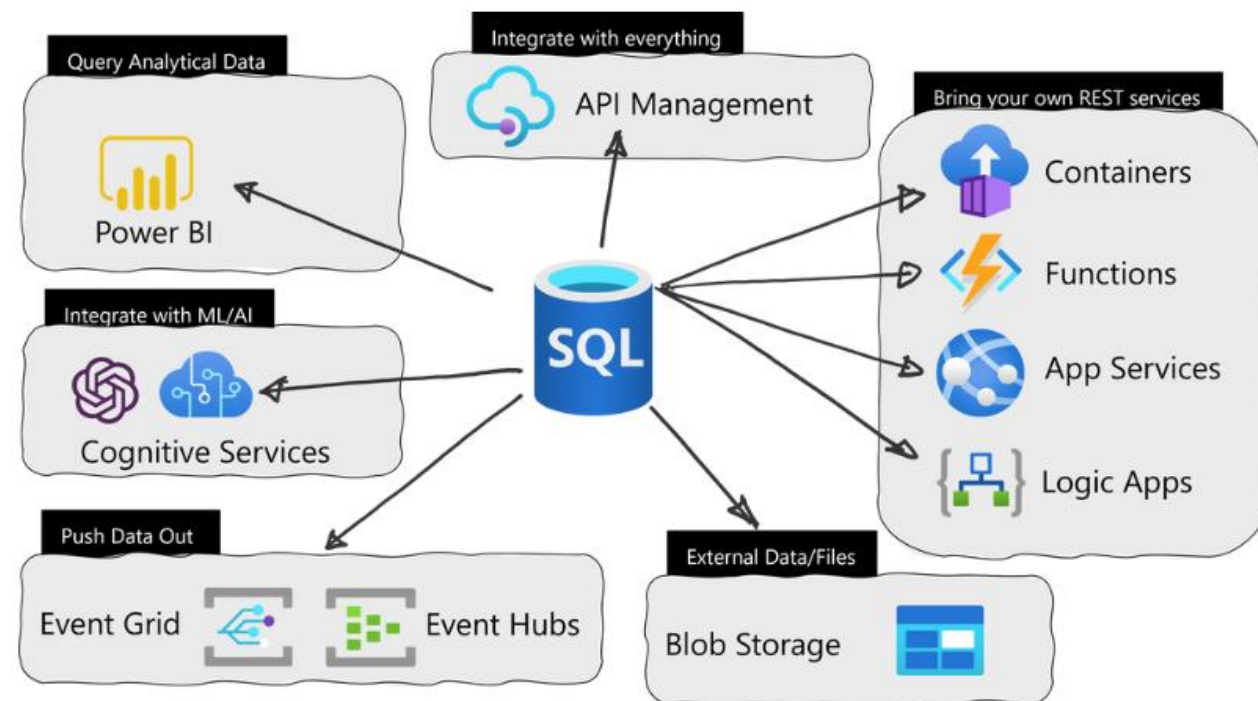 Query Analytical Data
Power BI
Integrate with everything
API Management
Bring your own REST services
Containers
Functions
App Services
Logic Apps
SQL
Integrate with ML/AI
Cognitive Services
Push Data Out
Event Grid
Event Hubs
External Data/Files
Blob Storage